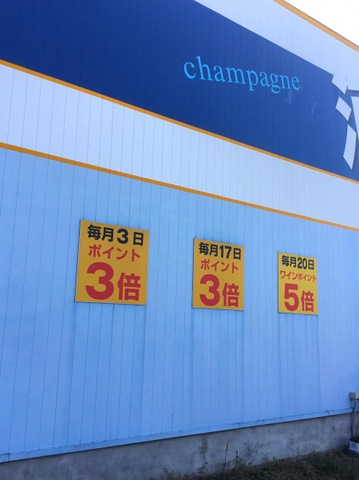 champagne
毎月3日
ポイント
3倍
毎月17日
ポイント
3倍
毎月20日
ワインポイント
5倍